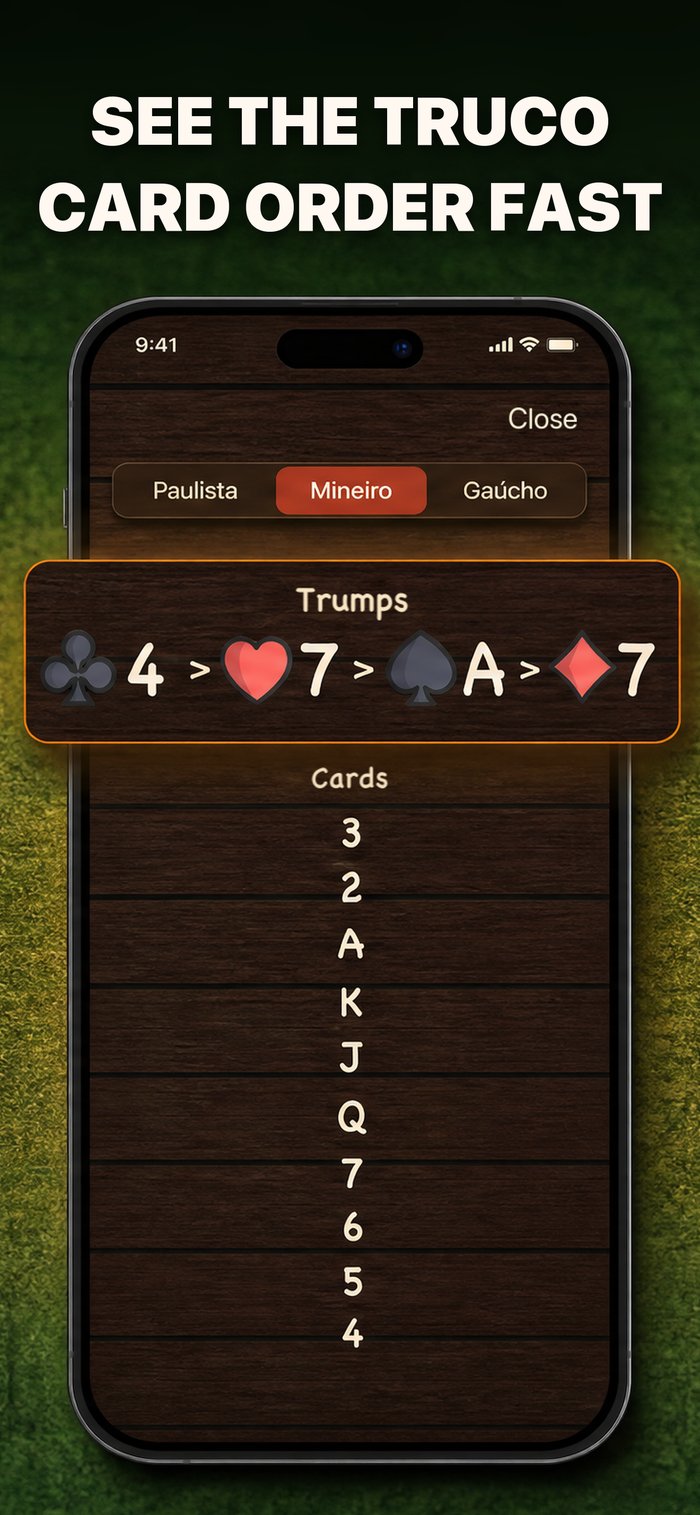 SEE THE TRUCO
CARD ORDER FAST
9:41
Close
Paulista Mineiro Gaúcho
Trumps
♣4 > ♥7 > ♠A > ♦7
Cards
3
2
A
K
J
Q
7
6
5
4